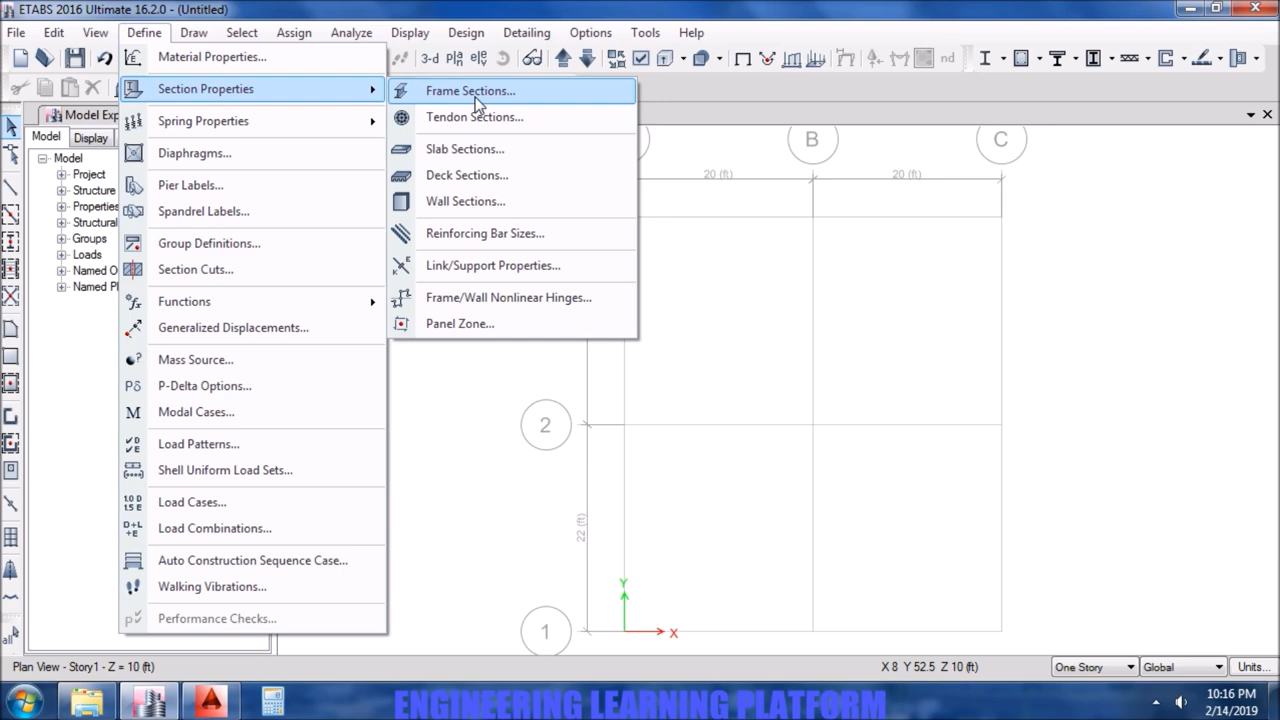 ETABS 2016 Ultimate 16.2.0 - (Untitled)
File Edit View Define Draw Select Assign Analyze Display Design Detailing Options Tools Help
3-d nd
Model
Display
Model
Project
Structure
Properties
Structural
Groups
Loads
Material Properties...
Section Properties
Spring Properties
Diaphragms...
Pier Labels...
Spandrel Labels...
Group Definitions...
Section Cuts...
Functions
Generalized Displacements...
Mass Source...
P-Delta Options...
Modal Cases...
Load Patterns...
Shell Uniform Load Sets...
Load Cases...
Load Combinations...
Auto Construction Sequence Case...
Walking Vibrations...
Performance Checks...
Frame Sections...
Tendon Sections...
Slab Sections...
Deck Sections...
Wall Sections...
Reinforcing Bar Sizes...
Link/Support Properties...
Frame/Wall Nonlinear Hinges...
Panel Zone...
B C
20 (ft) 20 (ft)
2
22 (ft)
Y
1
X
all
Plan View - Story1 - Z = 10 (ft) X 8 Y 52.5 Z 10 (ft) One Story Global Units...
ENGINEERING LEARNING PLATFORM
10:16 PM
2/14/2019